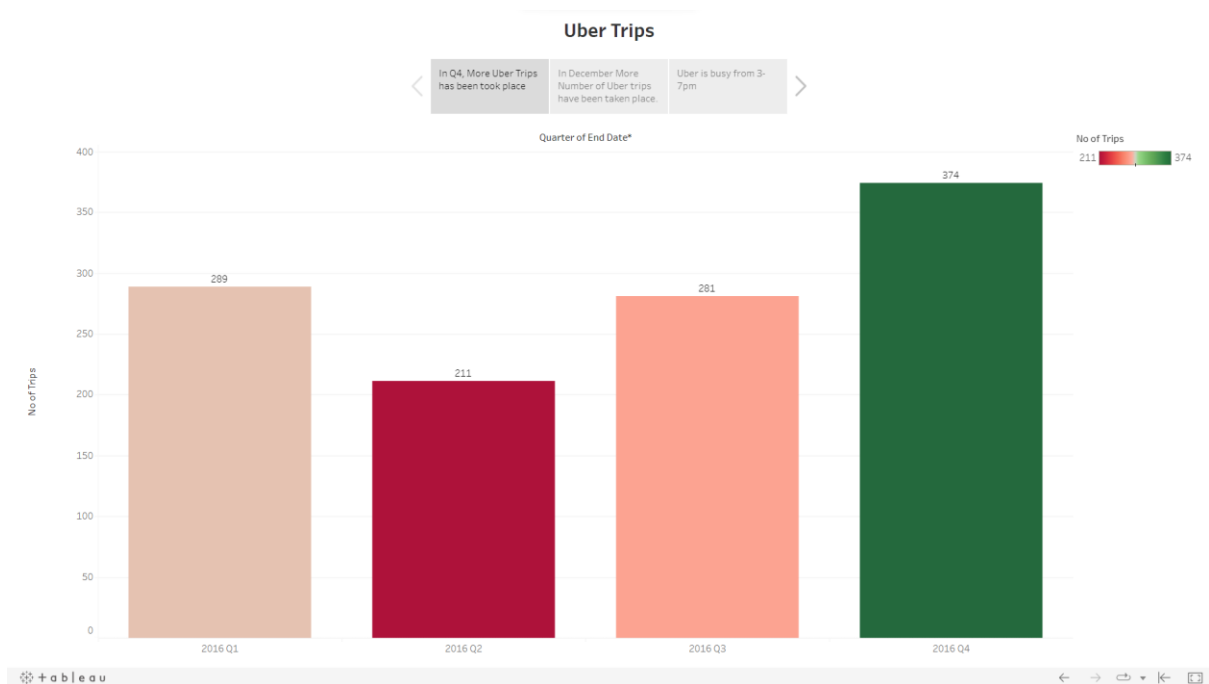 Uber Trips
In Q4, More Uber Trips
has been took place
In December More
Number of Uber trips
have been taken place.
Uber is busy from 3-
7pm
Quarter of End Date*
No of Trips
211 374
400
350
300
250
200
150
100
50
0
No of Trips
289
211
281
374
2016 Q1
2016 Q2
2016 Q3
2016 Q4
+ableau